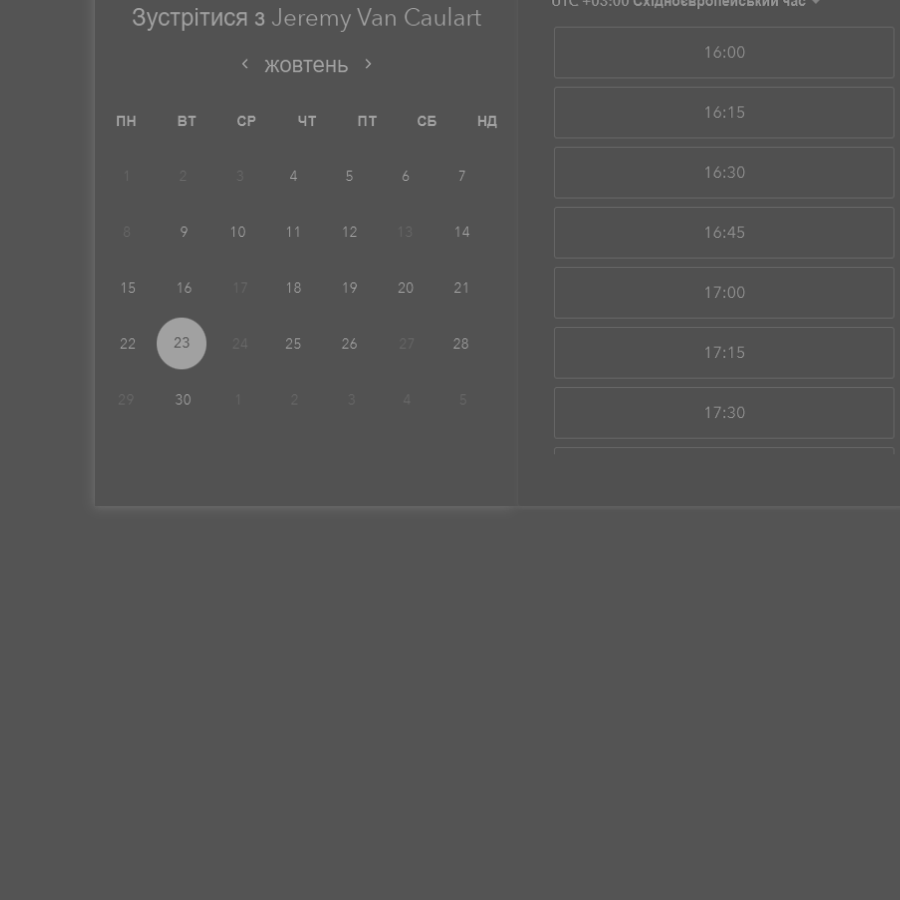 Зустрітися з Jeremy Van Caulart
‹ жовтень ›
ПН ВТ СР ЧТ ПТ СБ НД
1 2 3 4 5 6 7
8 9 10 11 12 13 14
15 16 17 18 19 20 21
22 23 24 25 26 27 28
29 30 1 2 3 4 5
UTC +03:00 Східноєвропейський час
16:00
16:15
16:30
16:45
17:00
17:15
17:30